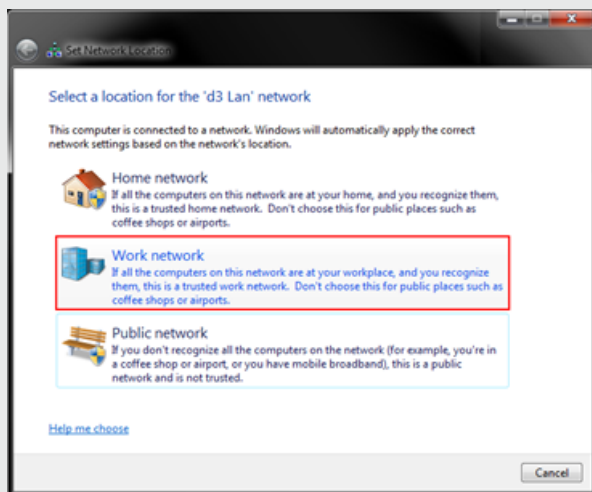 Set Network Location
Select a location for the 'd3 Lan' network
This computer is connected to a network. Windows will automatically apply the correct
network settings based on the network's location.
Home network
If all the computers on this network are at your home, and you recognize them,
this is a trusted home network. Don't choose this for public places such as
coffee shops or airports.
Work network
If all the computers on this network are at your workplace, and you recognize
them, this is a trusted work network. Don't choose this for public places such as
coffee shops or airports.
Public network
If you don't recognize all the computers on the network (for example, you're in
a coffee shop or airport, or you have mobile broadband), this is a public
network and is not trusted.
Help me choose
Cancel